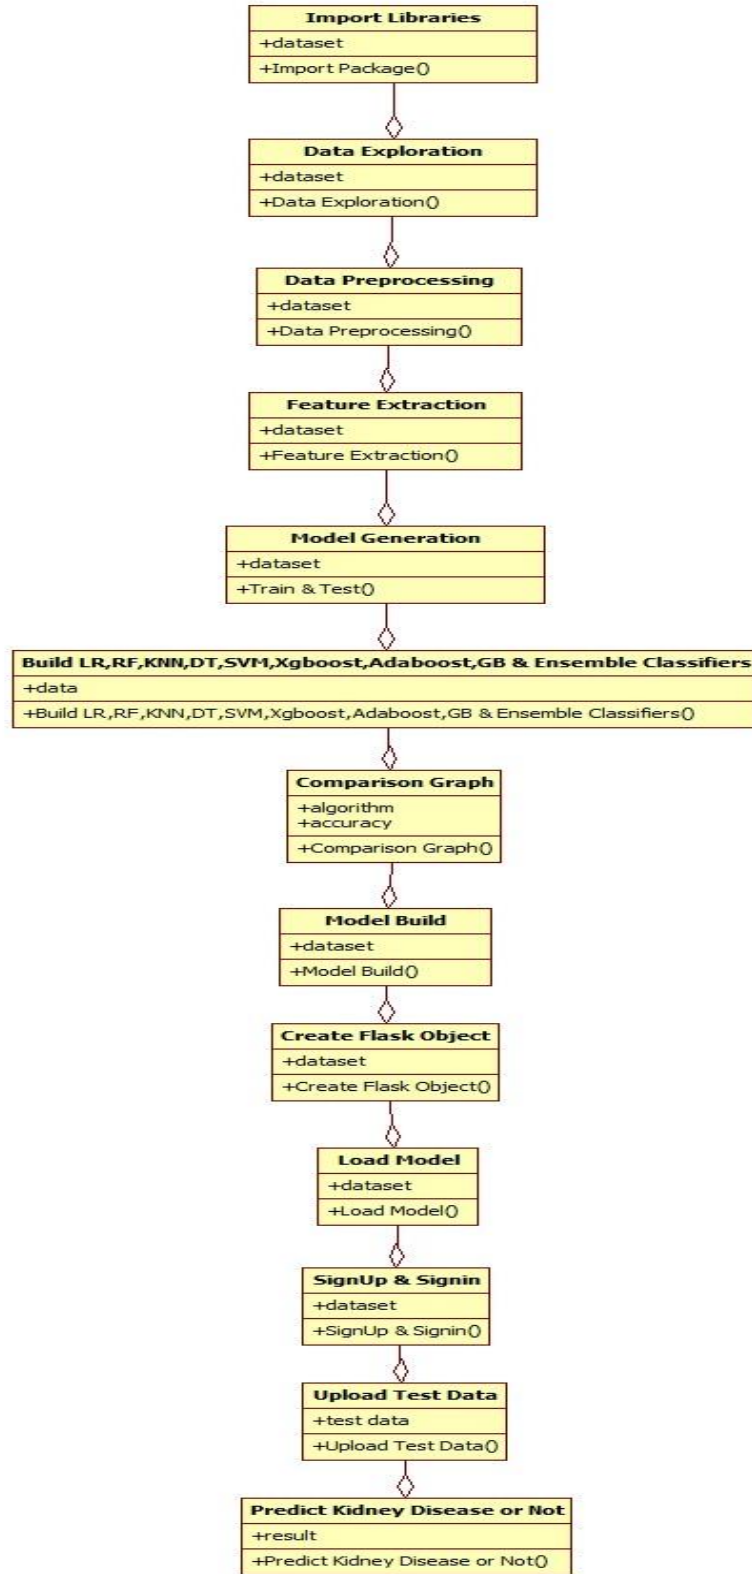 Import Libraries
+dataset
+Import Package()
Data Exploration
+dataset
+Data Exploration()
Data Preprocessing
+dataset
+Data Preprocessing()
Feature Extraction
+dataset
+Feature Extraction()
Model Generation
+dataset
+Train & Test()
Build LR,RF,KNN,DT,SVM,Xgboost,Adaboost,GB & Ensemble Classifiers
+data
+Build LR,RF,KNN,DT,SVM,Xgboost,Adaboost,GB & Ensemble Classifiers()
Comparison Graph
+algorithm
+accuracy
+Comparison Graph()
Model Build
+dataset
+Model Build()
Create Flask Object
+dataset
+Create Flask Object()
Load Model
+dataset
+Load Model()
SignUp & Signin
+dataset
+SignUp & Signin()
Upload Test Data
+test data
+Upload Test Data()
Predict Kidney Disease or Not
+result
+Predict Kidney Disease or Not()